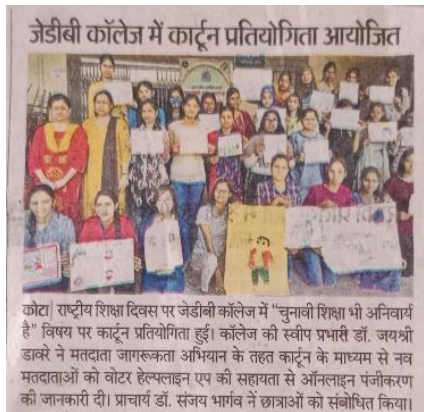 जेडीबी कॉलेज में कार्टून प्रतियोगिता आयोजित
कोटा| राष्ट्रीय शिक्षा दिवस पर जेडीबी कॉलेज में “चुनावी शिक्षा भी अनिवार्य
है” विषय पर कार्टून प्रतियोगिता हुई। कॉलेज की स्वीप प्रभारी डॉ. जयश्री
डावरे ने मतदाता जागरूकता अभियान के तहत कार्टून के माध्यम से नव
मतदाताओं को वोटर हेल्पलाइन एप की सहायता से ऑनलाइन पंजीकरण
की जानकारी दी। प्राचार्य डॉ. संजय भार्गव ने छात्राओं को संबोधित किया।